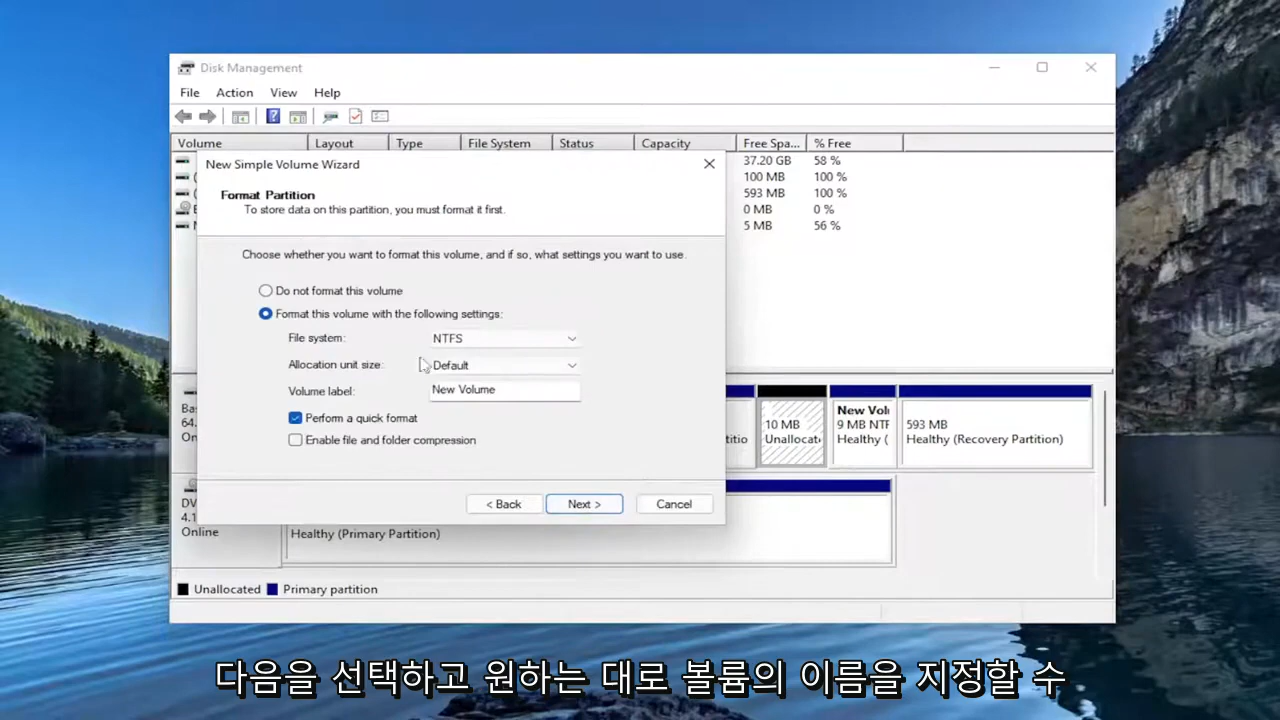 Disk Management
File Action View Help
Volume Layout Type File System Status Capacity Free Spa... % Free
37.20 GB 58 %
100 MB 100 %
593 MB 100 %
0 MB 0 %
5 MB 56 %
New Simple Volume Wizard
Format Partition
To store data on this partition, you must format it first.
Choose whether you want to format this volume, and if so, what settings you want to use.
Do not format this volume
Format this volume with the following settings:
File system: NTFS
Allocation unit size: Default
Volume label: New Volume
Perform a quick format
Enable file and folder compression
< Back Next > Cancel
Ba
64.
On
titio
10 MB
Unallocat
New Vol
9 MB NTF
Healthy (
593 MB
Healthy (Recovery Partition)
DV
4.1
Online
Healthy (Primary Partition)
Unallocated Primary partition
다음을 선택하고 원하는 대로 볼륨의 이름을 지정할 수